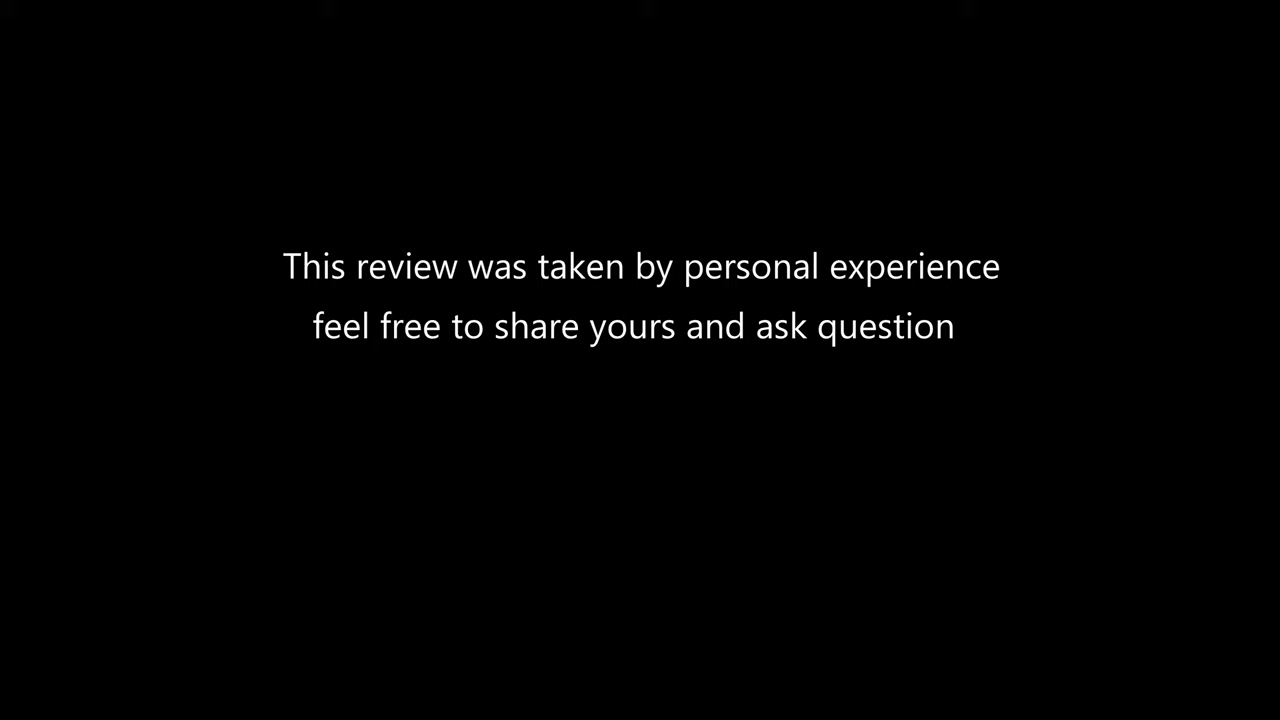 This review was taken by personal experience
feel free to share yours and ask question